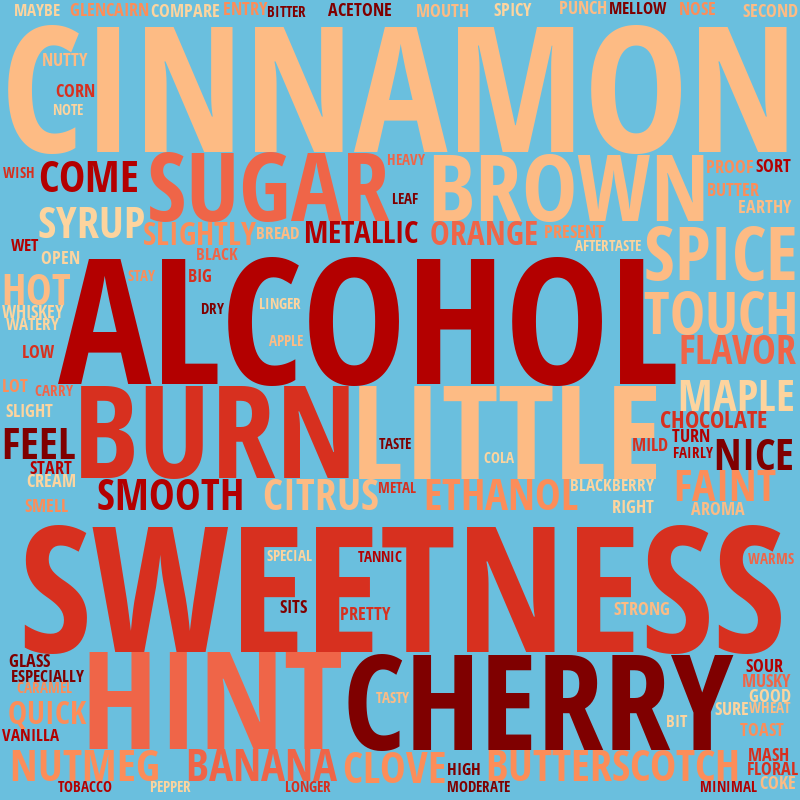 MAYBE GLENCAIRN COMPARE ENTRY BITTER ACETONE MOUTH SPICY PUNCH MELLOW NOSE SECOND
CINNAMON
NUTTY
CORN
NOTE
WISH COME SUGAR HEAVY BROWN PROOF SORT
LEAF BUTTER
SYRUP SLIGHTLY BREAD METALLIC ORANGE PRESENT EARTHY
WET BLACK AFTERTASTE SPICE
OPEN
HOT STAY BIG
WHISKEY DRY LINGER TOUCH
WATERY
ALCOHOL
LOW APPLE FLAVOR
LOT CARRY BURN LITTLE MAPLE
SLIGHT CHOCOLATE
FEEL TASTE MILD TURN NICE
START COLA FAIRLY
CREAM SMOOTH CITRUS METAL ETHANOL BLACKBERRY FAINT
SMELL RIGHT AROMA
SWEETNESS
SPECIAL TANNIC WARMS
SITS PRETTY STRONG
GLASS HINT CHERRY SOUR
ESPECIALLY MUSKY
CARAMEL TASTY GOOD
QUICK BIT SURE WHEAT
VANILLA TOAST
NUTMEG BANANA CLOVE HIGH BUTTERSCOTCH MASH
FLORAL
TOBACCO PEPPER LONGER MODERATE MINIMAL COKE